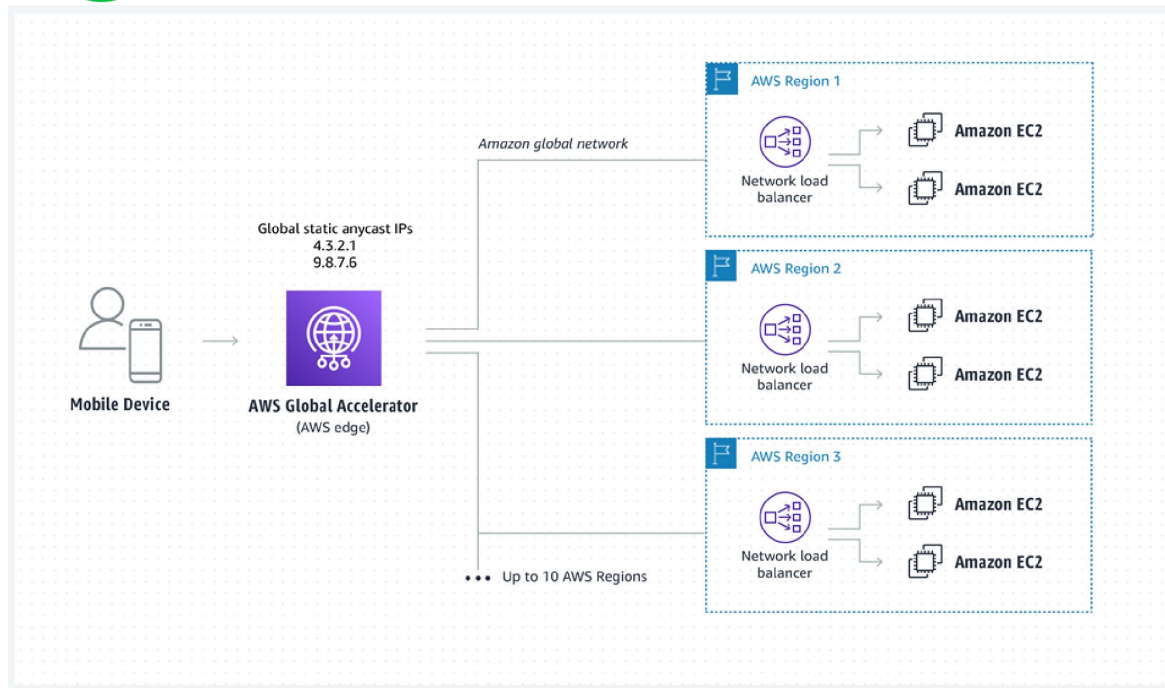 AWS Region 1
Amazon EC2
Amazon global network
Network load
balancer
Amazon EC2
Global static anycast IPs
4.3.2.1
9.8.7.6
AWS Region 2
Amazon EC2
Network load
balancer
Amazon EC2
Mobile Device
AWS Global Accelerator
(AWS edge)
AWS Region 3
Amazon EC2
Network load
balancer
Amazon EC2
••• Up to 10 AWS Regions